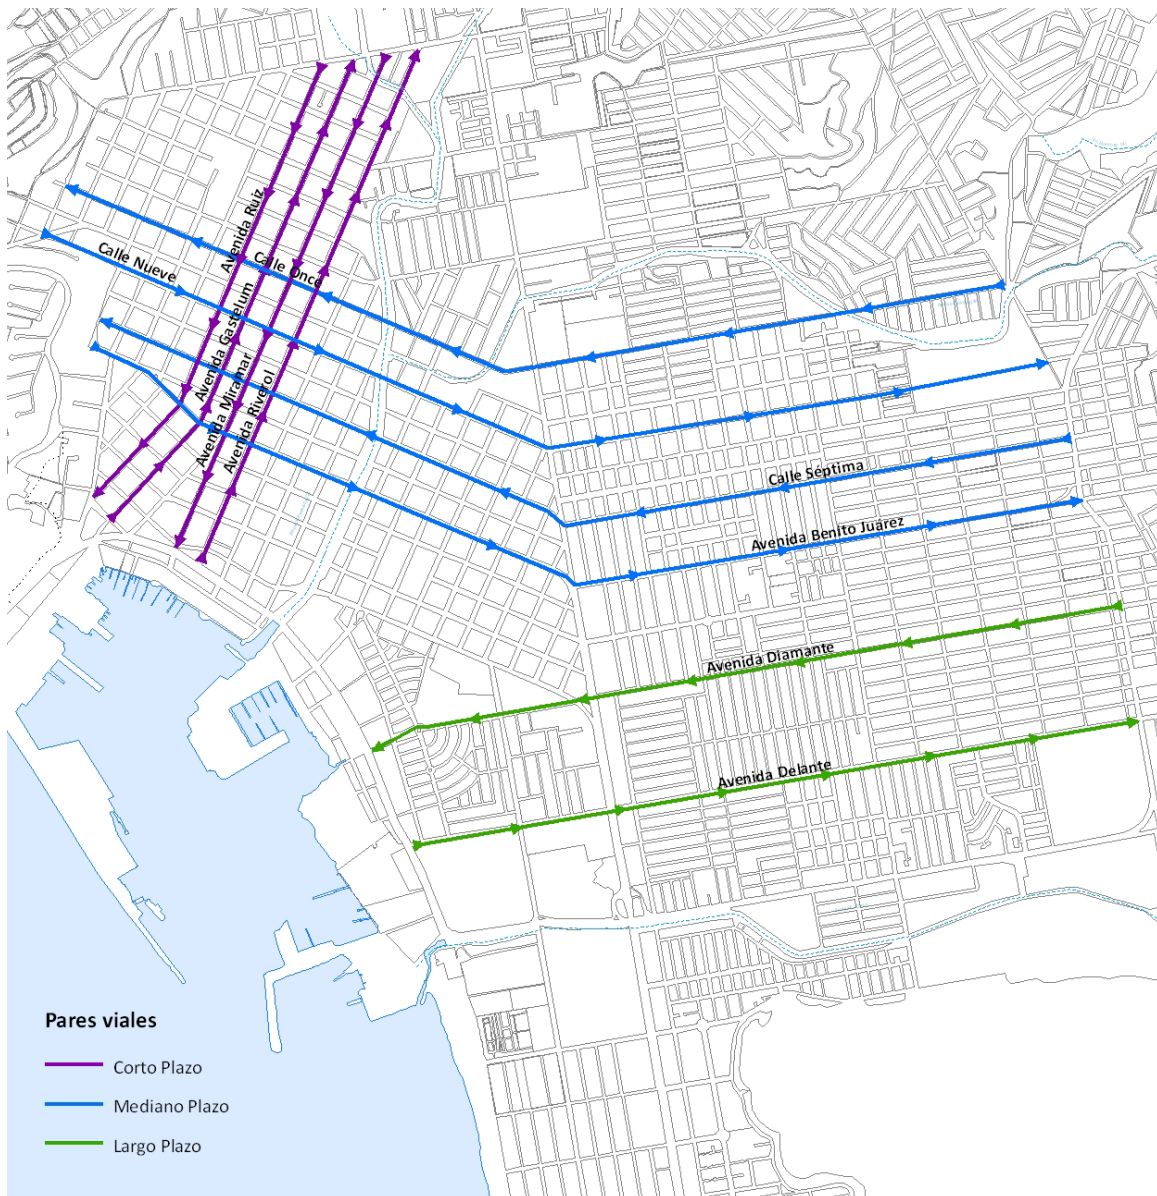 Avenida Ruiz
Calle Once
Calle Nueve
Avenida Gastelum
Avenida Miramar
Avenida Riverol
Calle Séptima
Avenida Benito Juárez
Avenida Diamante
Avenida Delante
Pares viales
Corto Plazo
Mediano Plazo
Largo Plazo